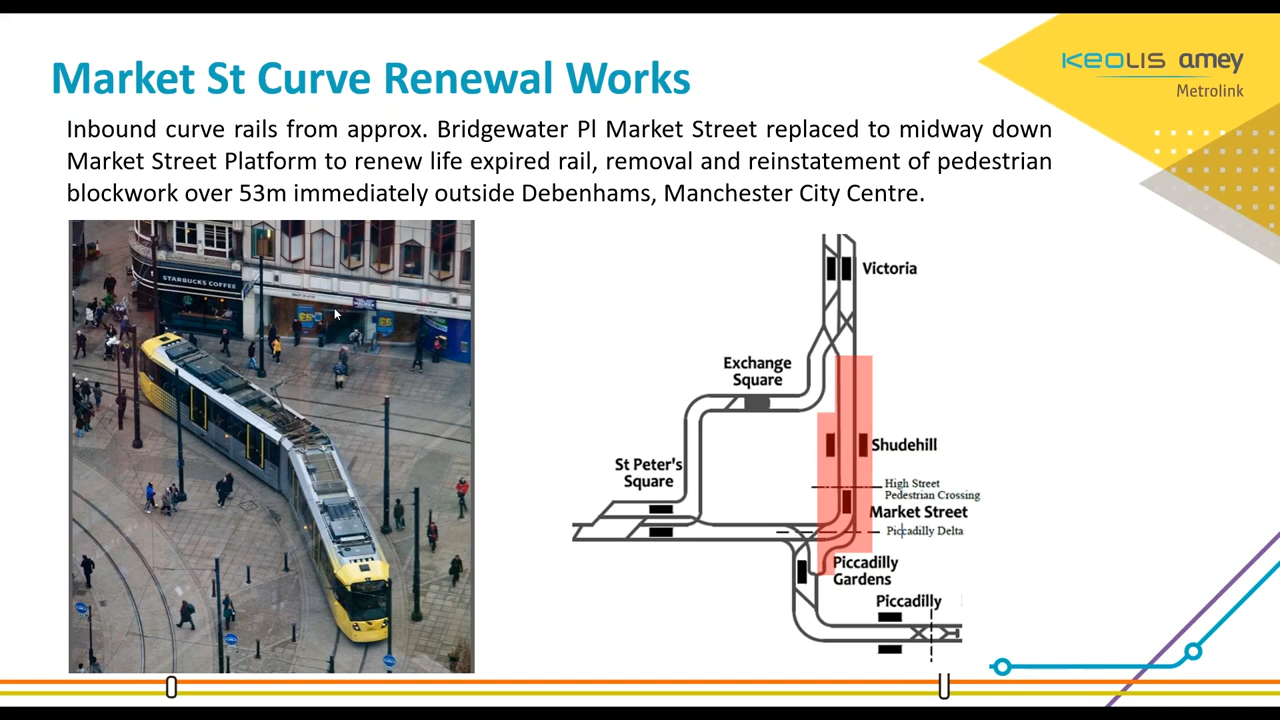 Market St Curve Renewal Works
KEOLIS amey
Metrolink
Inbound curve rails from approx. Bridgewater Pl Market Street replaced to midway down
Market Street Platform to renew life expired rail, removal and reinstatement of pedestrian
blockwork over 53m immediately outside Debenhams, Manchester City Centre.
STARBUCKS COFFEE
Victoria
Exchange
Square
Shudehill
St Peter's
Square
High Street
Pedestrian Crossing
Market Street
Piccadilly Delta
Piccadilly
Gardens
Piccadilly